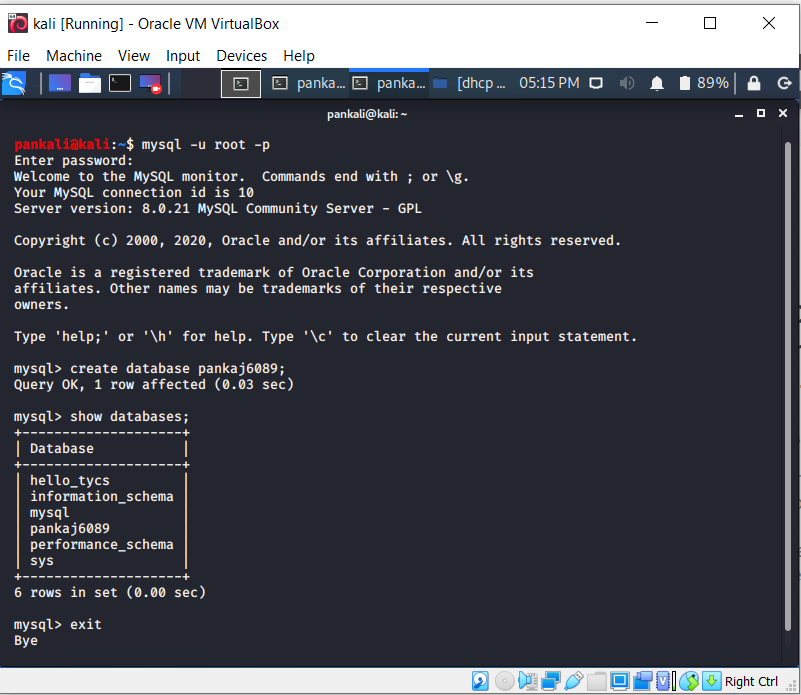 kali [Running] - Oracle VM VirtualBox
File Machine View Input Devices Help
panka... panka... [dhcp ... 05:15 PM 89%
pankali@kali: ~
pankali@kali:~$ mysql -u root -p
Enter password:
Welcome to the MySQL monitor.  Commands end with ; or \g.
Your MySQL connection id is 10
Server version: 8.0.21 MySQL Community Server - GPL
Copyright (c) 2000, 2020, Oracle and/or its affiliates. All rights reserved.
Oracle is a registered trademark of Oracle Corporation and/or its
affiliates. Other names may be trademarks of their respective
owners.
Type 'help;' or '\h' for help. Type '\c' to clear the current input statement.
mysql> create database pankaj6089;
Query OK, 1 row affected (0.03 sec)
mysql> show databases;
+--------------------+
| Database           |
+--------------------+
| hello_tycs         |
| information_schema |
| mysql              |
| pankaj6089         |
| performance_schema |
| sys                |
+--------------------+
6 rows in set (0.00 sec)
mysql> exit
Bye
Right Ctrl